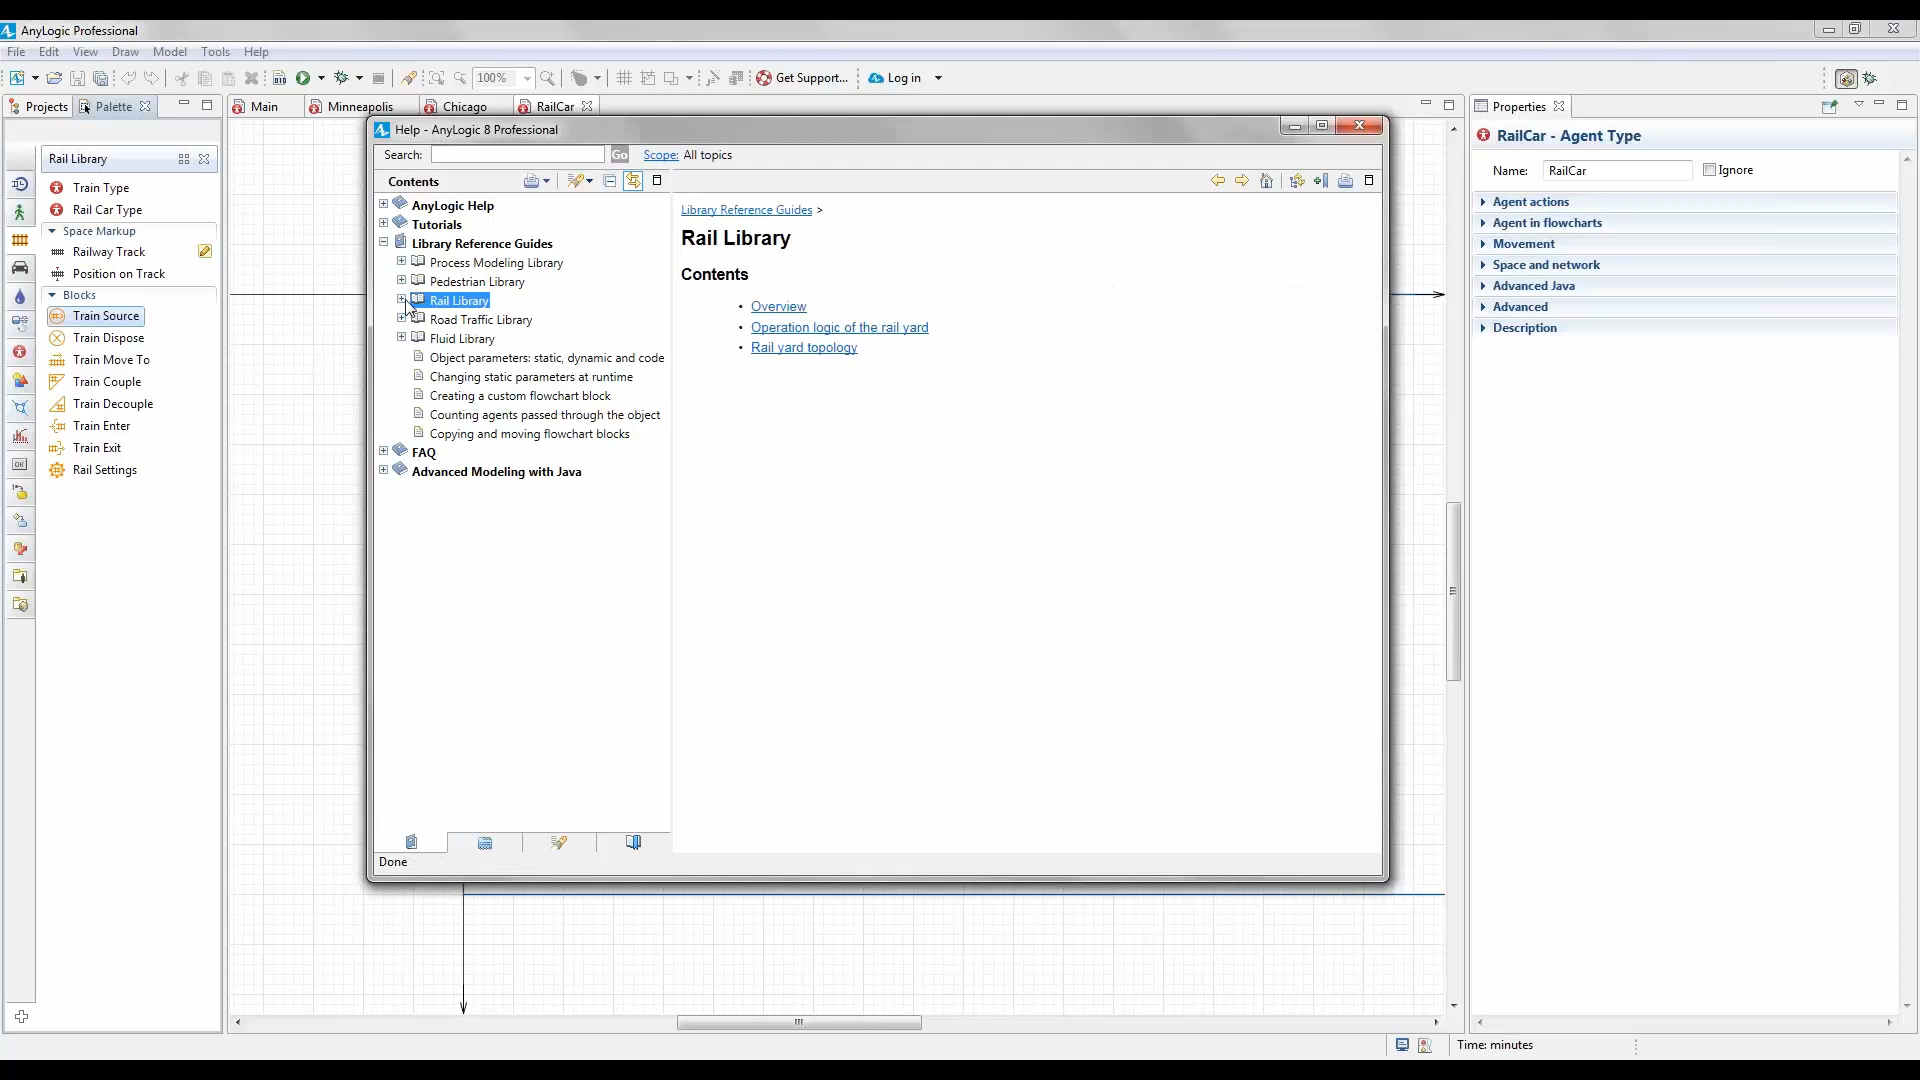 AnyLogic Professional
File Edit View Draw Model Tools Help
100% Get Support... Log in
Projects Palette Main Minneapolis Chicago RailCar Properties
Help - AnyLogic 8 Professional
RailCar - Agent Type
Search: Go Scope: All topics
Name: RailCar Ignore
Rail Library
Train Type
Rail Car Type
Space Markup
Railway Track
Position on Track
Blocks
Train Source
Train Dispose
Train Move To
Train Couple
Train Decouple
Train Enter
Train Exit
Rail Settings
OK
Contents
AnyLogic Help
Tutorials
Library Reference Guides
Process Modeling Library
Pedestrian Library
Rail Library
Road Traffic Library
Fluid Library
Object parameters: static, dynamic and code
Changing static parameters at runtime
Creating a custom flowchart block
Counting agents passed through the object
Copying and moving flowchart blocks
FAQ
Advanced Modeling with Java
Done
Library Reference Guides >
Rail Library
Contents
• Overview
• Operation logic of the rail yard
• Rail yard topology
Agent actions
Agent in flowcharts
Movement
Space and network
Advanced Java
Advanced
Description
Time: minutes